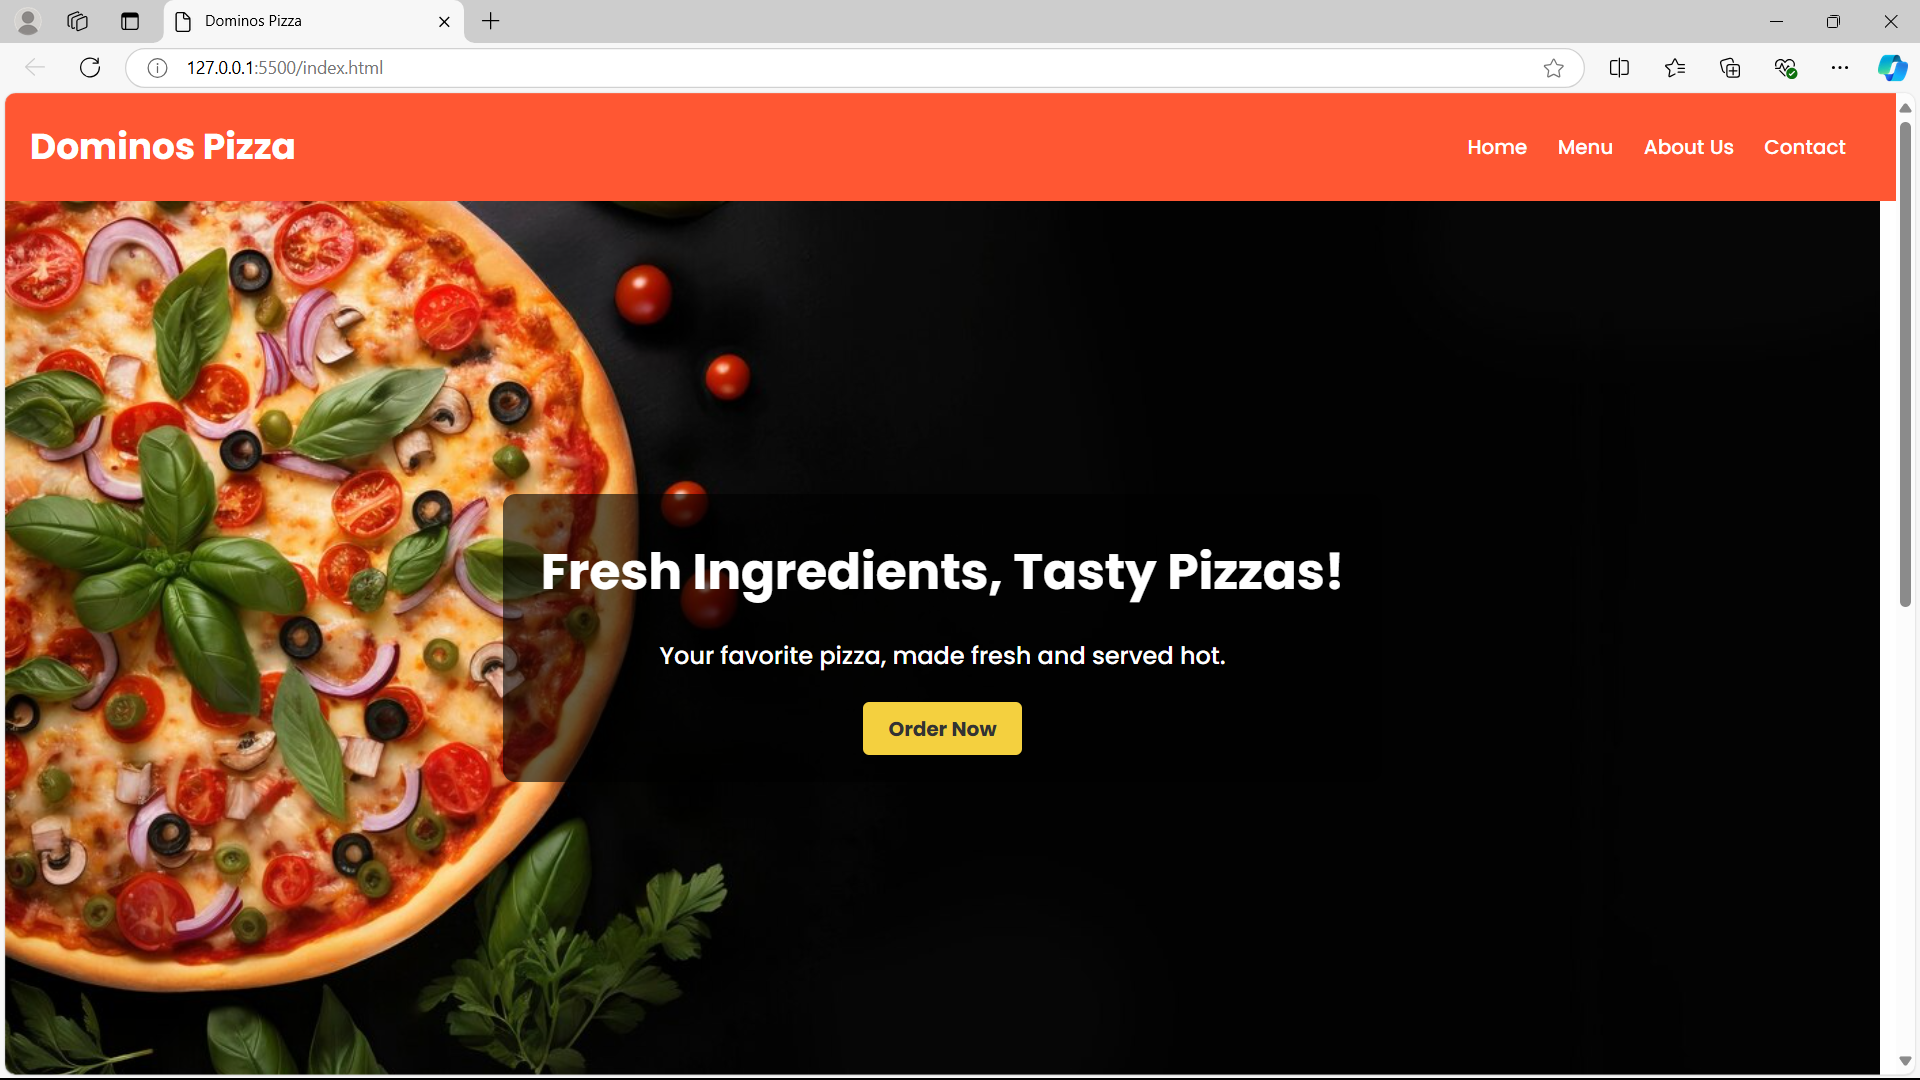 Dominos Pizza
127.0.0.1:5500/index.html
Dominos Pizza
Home Menu About Us Contact
Fresh Ingredients, Tasty Pizzas!
Your favorite pizza, made fresh and served hot.
Order Now